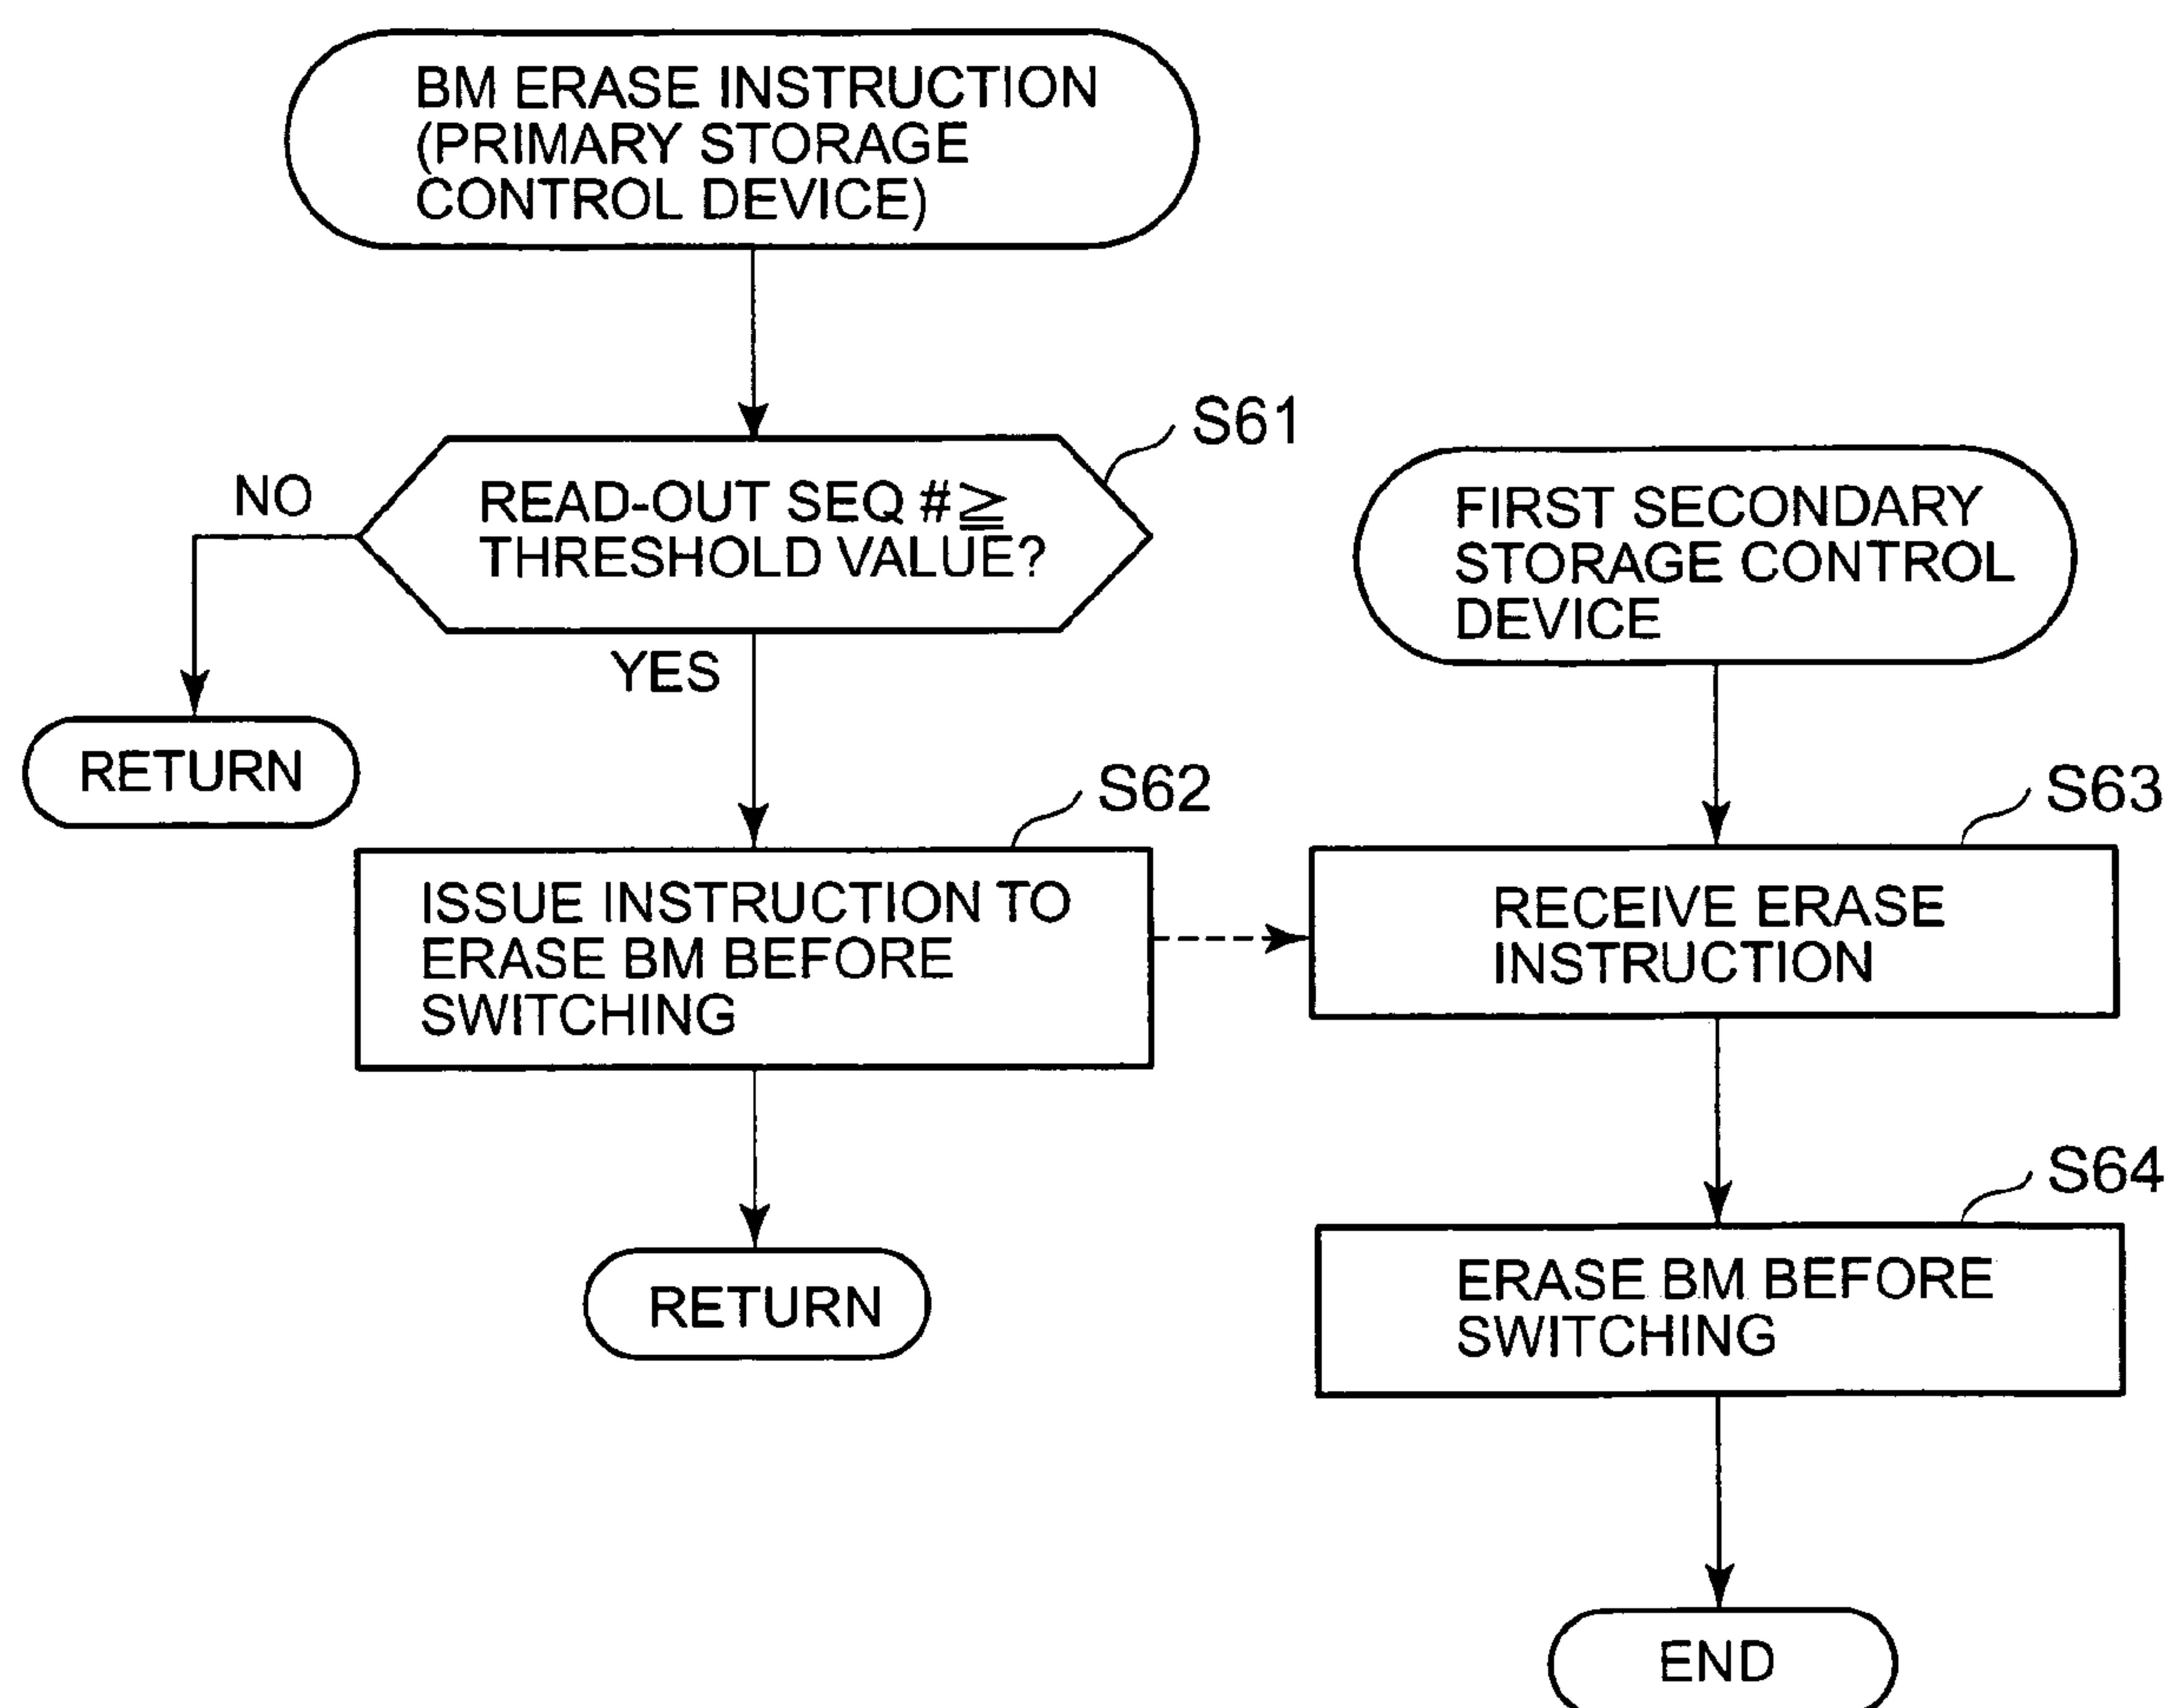 BM ERASE INSTRUCTION
(PRIMARY STORAGE
CONTROL DEVICE)
S61
NO
READ-OUT SEQ #≧
THRESHOLD VALUE?
YES
RETURN
S62
ISSUE INSTRUCTION TO
ERASE BM BEFORE
SWITCHING
RETURN
FIRST SECONDARY
STORAGE CONTROL
DEVICE
S63
RECEIVE ERASE
INSTRUCTION
S64
ERASE BM BEFORE
SWITCHING
END